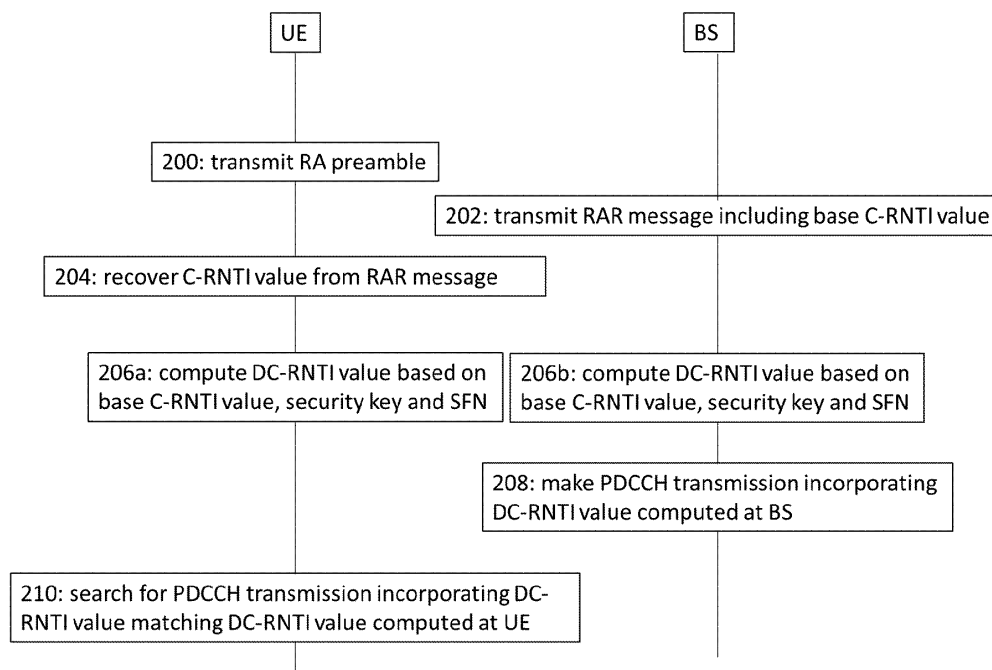 UE
BS
200: transmit RA preamble
202: transmit RAR message including base C-RNTI value
204: recover C-RNTI value from RAR message
206a: compute DC-RNTI value based on
base C-RNTI value, security key and SFN
206b: compute DC-RNTI value based on
base C-RNTI value, security key and SFN
208: make PDCCH transmission incorporating
DC-RNTI value computed at BS
210: search for PDCCH transmission incorporating DC-
RNTI value matching DC-RNTI value computed at UE